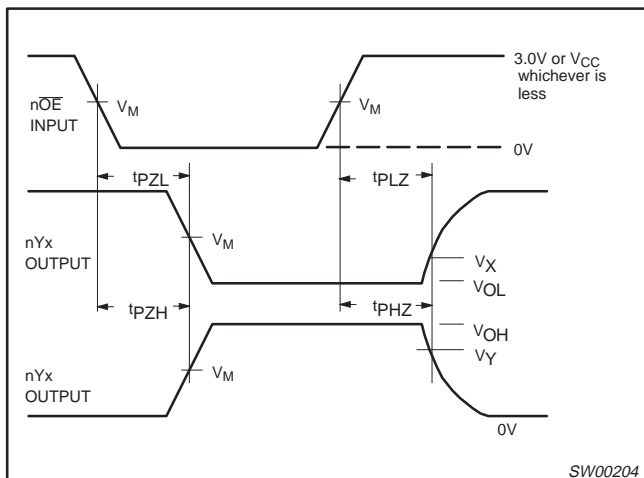 3.0V or VCC
whichever is
less
nOE
INPUT
VM
VM
0V
tPZL
tPLZ
nYx
OUTPUT
VM
VX
VOL
tPZH
tPHZ
VOH
VY
nYx
OUTPUT
VM
0V
SW00204